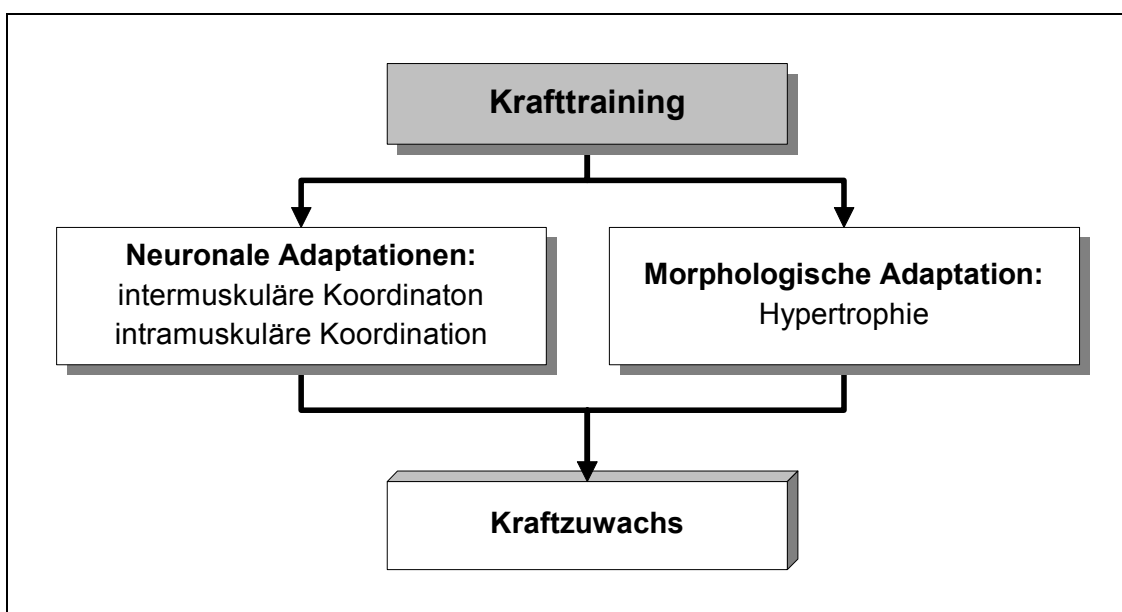 Krafttraining
Neuronale Adaptationen:
intermuskuläre Koordinaton
intramuskuläre Koordination
Morphologische Adaptation:
Hypertrophie
Kraftzuwachs